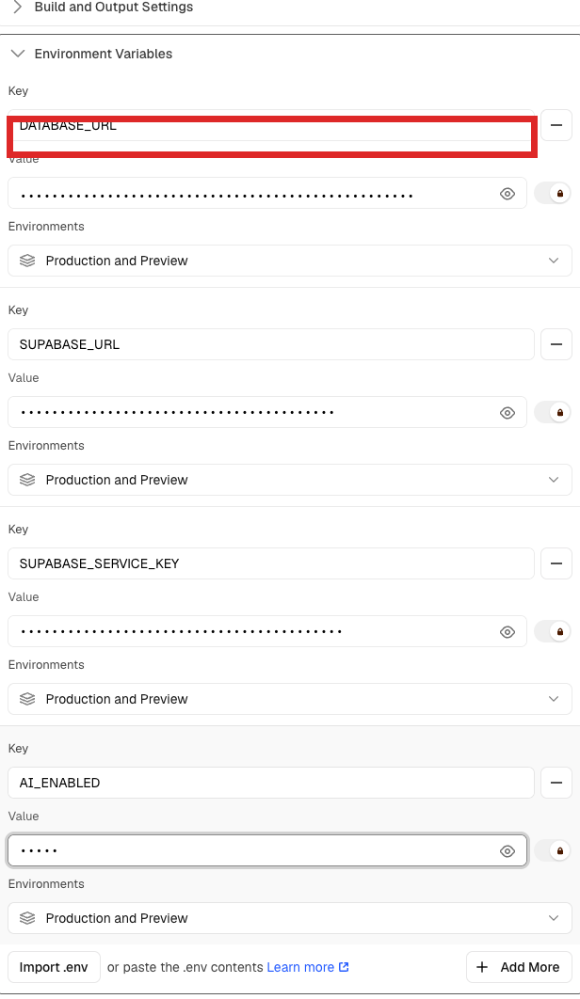 Build and Output Settings
Environment Variables
Key
DATABASE_URL
Value
••••••••••••••••••••••••••••••••••••••••••••••••••
Environments
Production and Preview
Key
SUPABASE_URL
Value
••••••••••••••••••••••••••••••••••••••••
Environments
Production and Preview
Key
SUPABASE_SERVICE_KEY
Value
•••••••••••••••••••••••••••••••••••••••••
Environments
Production and Preview
Key
AI_ENABLED
Value
•••••
Environments
Production and Preview
Import .env or paste the .env contents Learn more + Add More